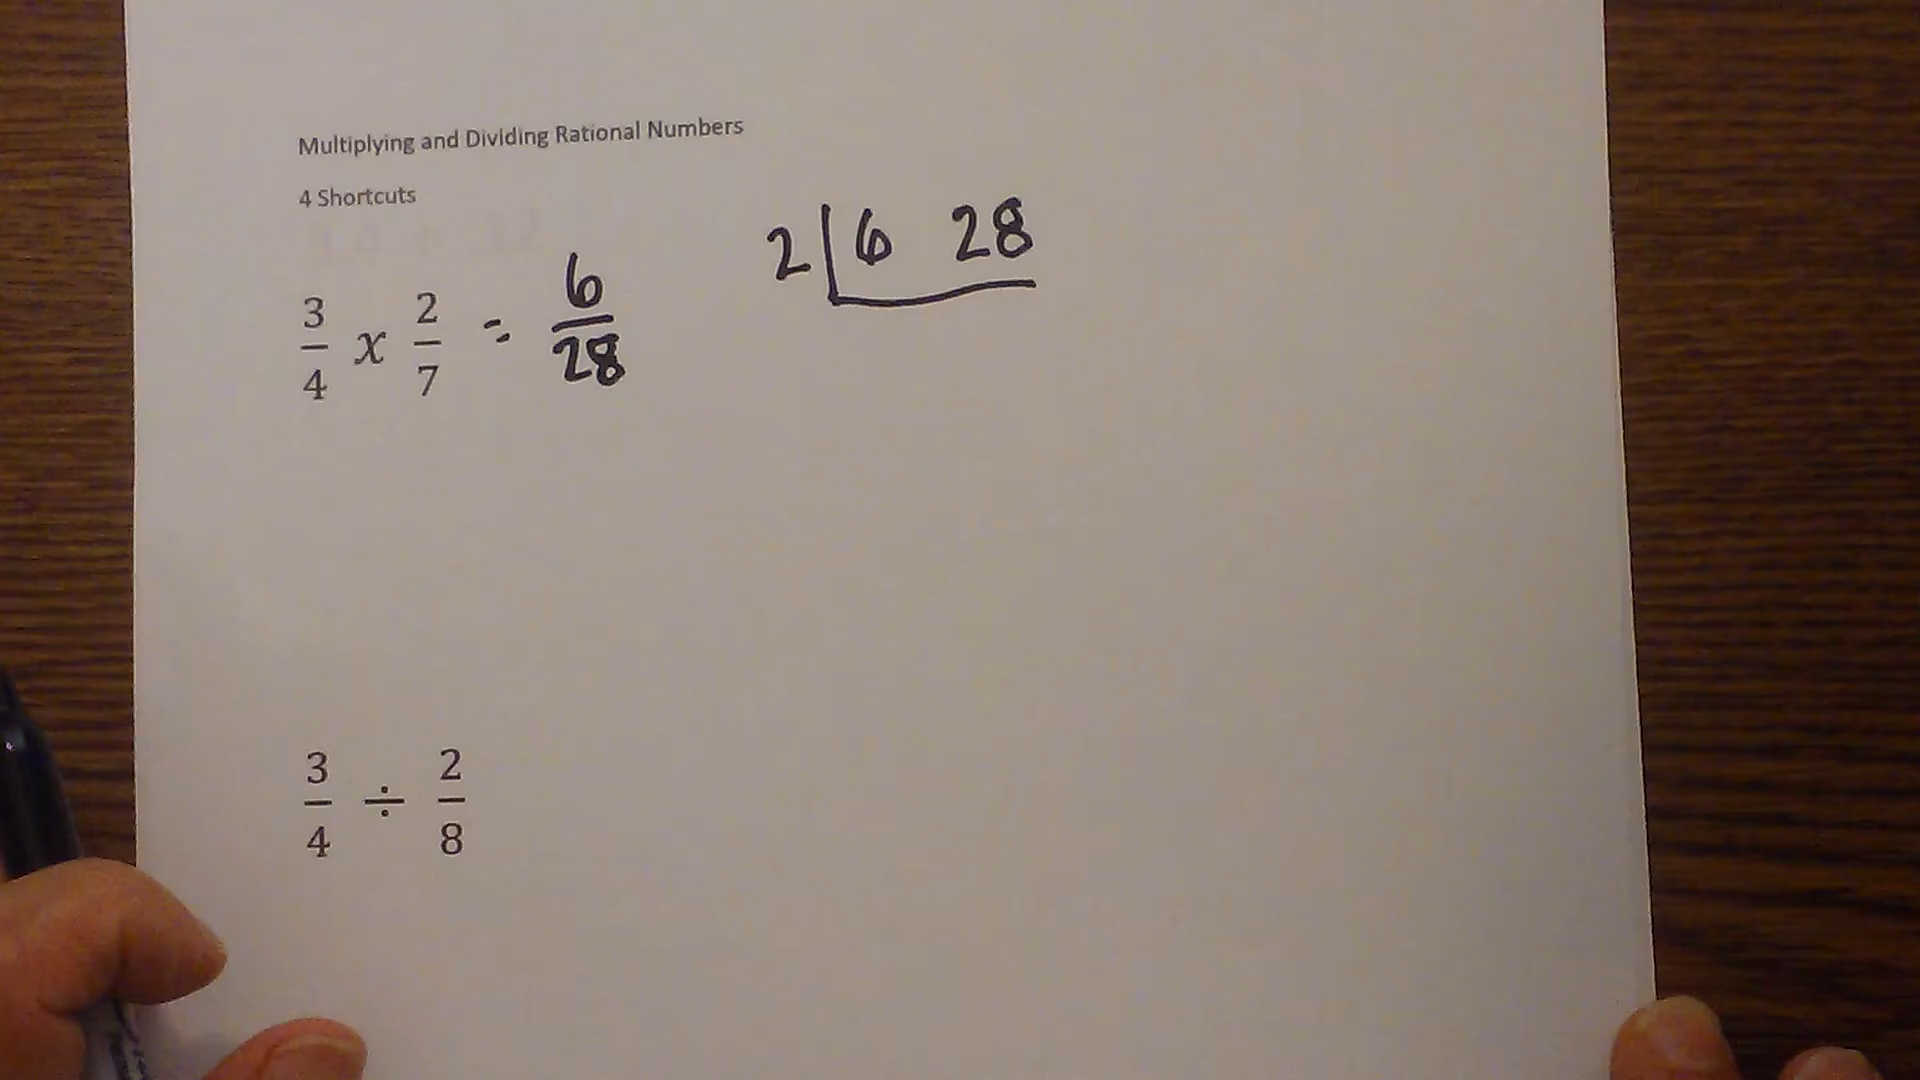 Multiplying and Dividing Rational Numbers
4 Shortcuts
3/4 x 2/7 = 6/28
2 | 6 28
3/4 ÷ 2/8